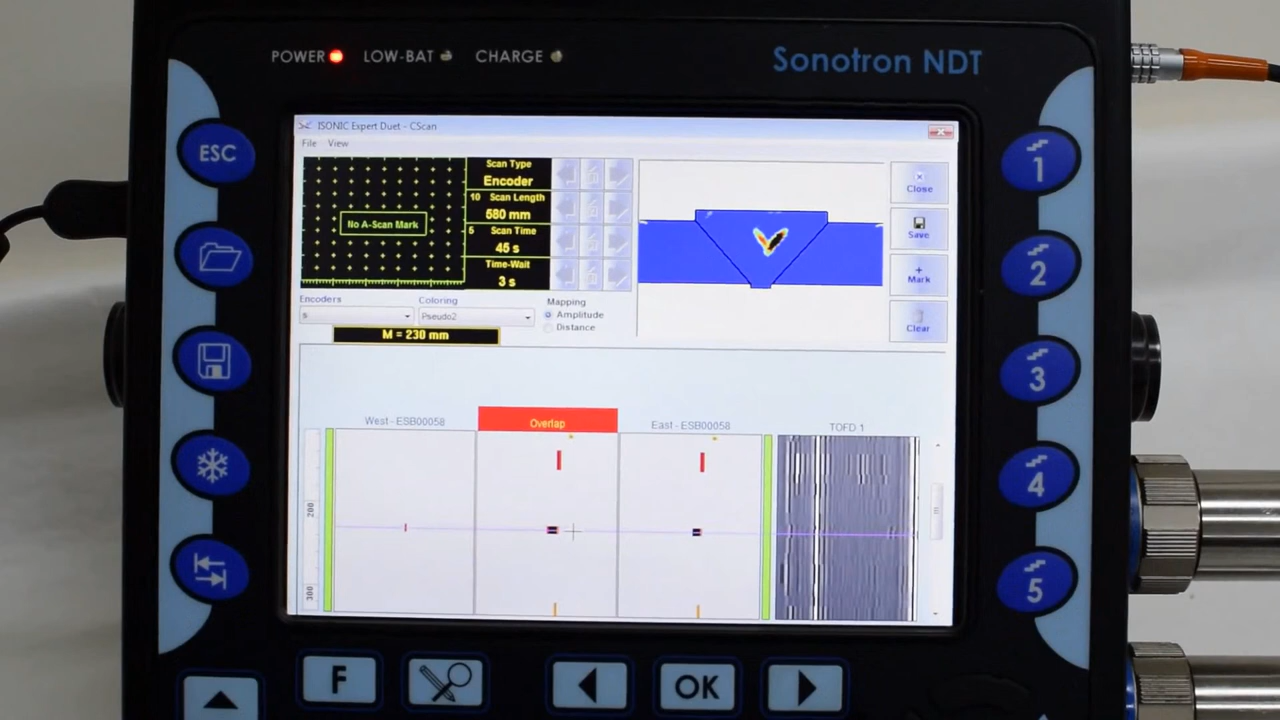 POWER LOW-BAT CHARGE
Sonotron NDT
ISONIC Expert Duet - CScan
File View
No A-Scan Mark
Scan Type
Encoder
10 Scan Length
580 mm
5 Scan Time
45 s
Time-Wait
3 s
Close
Save
Mark
Clear
Encoders
Coloring
Pseudo2
Mapping
Amplitude
Distance
M = 230 mm
West - ESB00058
Overlap
East - ESB00058
TOFD 1
200
300
ESC
1
2
3
4
5
F
OK